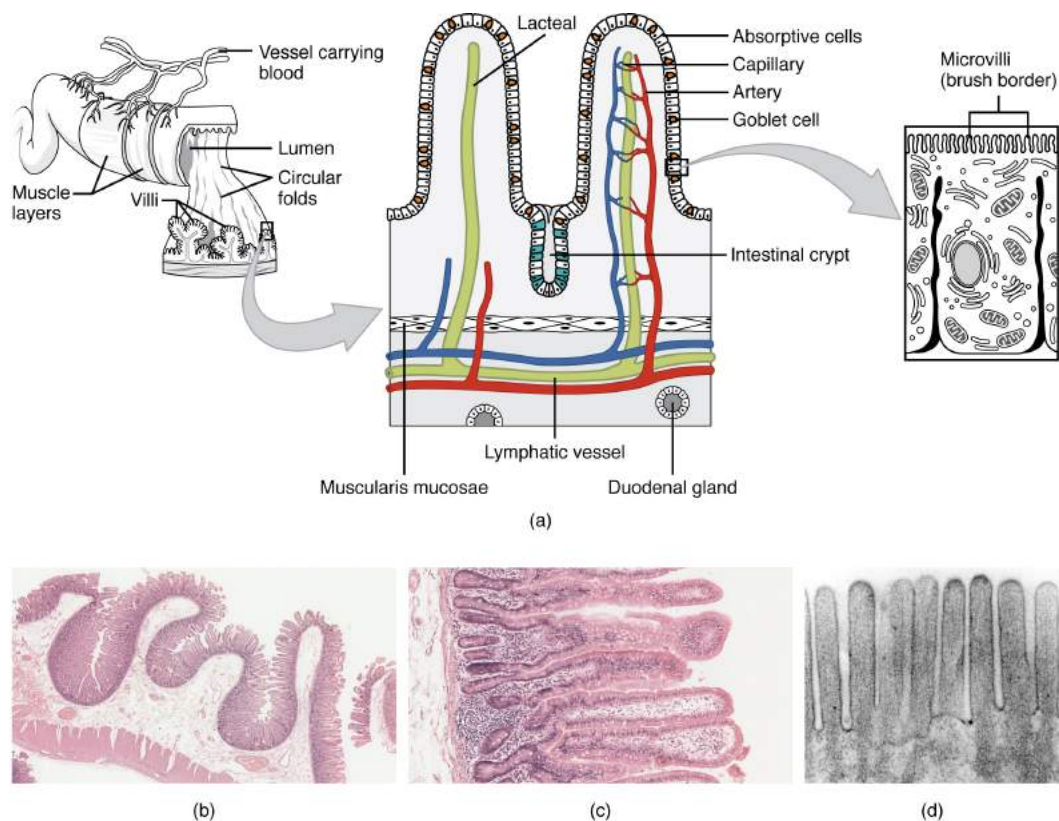 Vessel carrying
blood
Lumen
Circular
folds
Muscle
layers
Villi
Lacteal
Absorptive cells
Capillary
Artery
Goblet cell
Intestinal crypt
Lymphatic vessel
Muscularis mucosae
Duodenal gland
Microvilli
(brush border)
(a)
(b)
(c)
(d)